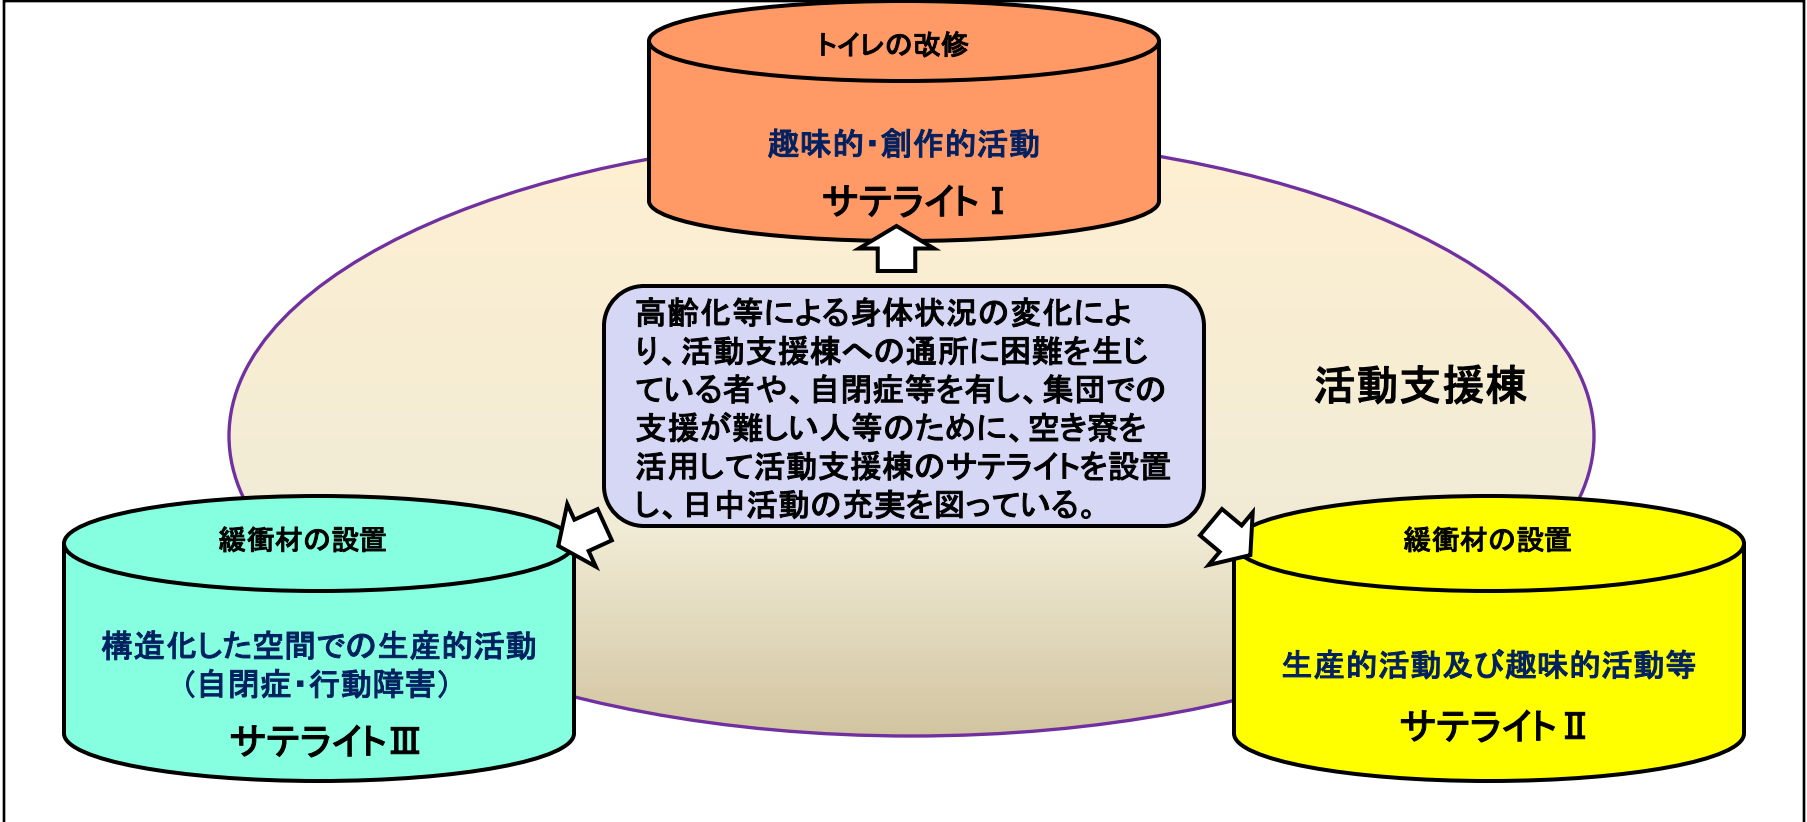 トイレの改修
趣味的・創作的活動
サテライトⅠ
高齢化等による身体状況の変化によ
り、活動支援棟への通所に困難を生じ
ている者や、自閉症等を有し、集団での
支援が難しい人等のために、空き寮を
活用して活動支援棟のサテライトを設置
し、日中活動の充実を図っている。
活動支援棟
緩衝材の設置
構造化した空間での生産的活動
（自閉症・行動障害）
サテライトⅢ
緩衝材の設置
生産的活動及び趣味的活動等
サテライトⅡ